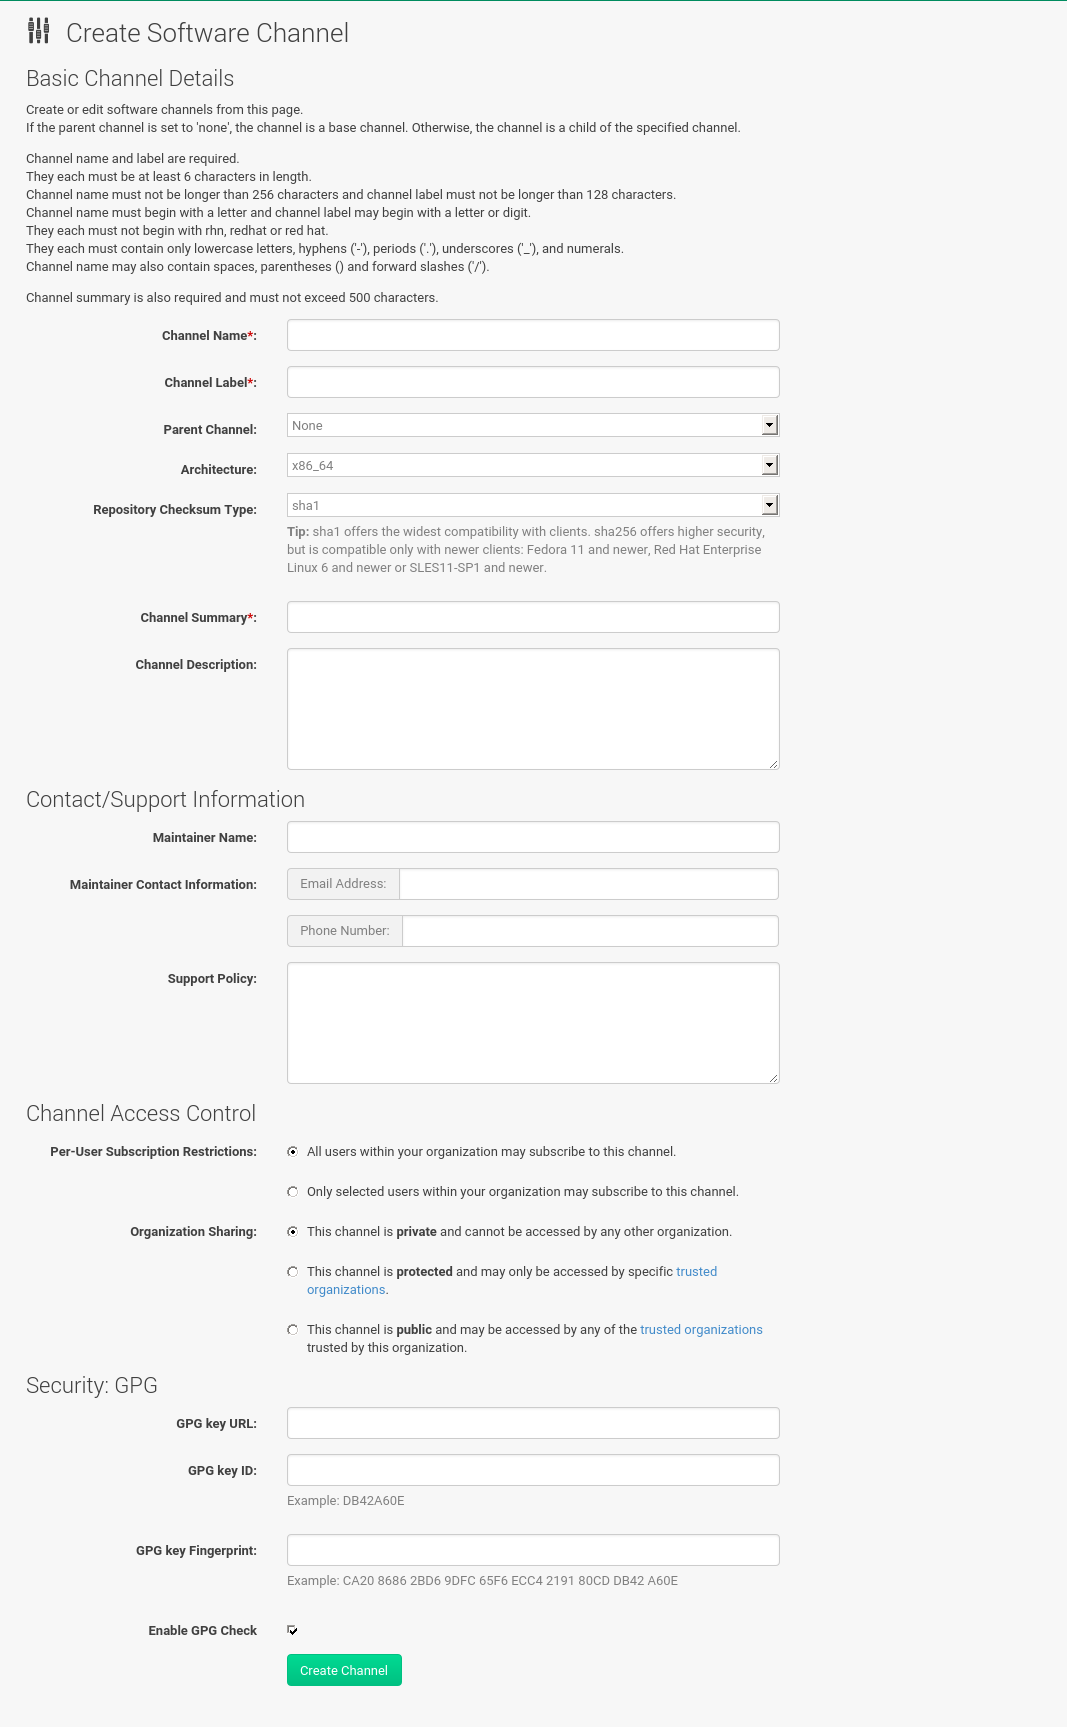 Create Software Channel
Basic Channel Details
Create or edit software channels from this page.
If the parent channel is set to 'none', the channel is a base channel. Otherwise, the channel is a child of the specified channel.
Channel name and label are required.
They each must be at least 6 characters in length.
Channel name must not be longer than 256 characters and channel label must not be longer than 128 characters.
Channel name must begin with a letter and channel label may begin with a letter or digit.
They each must not begin with rhn, redhat or red hat.
They each must contain only lowercase letters, hyphens ('-'), periods ('.'), underscores ('_'), and numerals.
Channel name may also contain spaces, parentheses () and forward slashes ('/').
Channel summary is also required and must not exceed 500 characters.
Channel Name*:
Channel Label*:
Parent Channel: None
Architecture: x86_64
Repository Checksum Type: sha1
Tip: sha1 offers the widest compatibility with clients. sha256 offers higher security,
but is compatible only with newer clients: Fedora 11 and newer, Red Hat Enterprise
Linux 6 and newer or SLES11-SP1 and newer.
Channel Summary*:
Channel Description:
Contact/Support Information
Maintainer Name:
Maintainer Contact Information: Email Address:
Phone Number:
Support Policy:
Channel Access Control
Per-User Subscription Restrictions: All users within your organization may subscribe to this channel.
Only selected users within your organization may subscribe to this channel.
Organization Sharing: This channel is private and cannot be accessed by any other organization.
This channel is protected and may only be accessed by specific trusted
organizations.
This channel is public and may be accessed by any of the trusted organizations
trusted by this organization.
Security: GPG
GPG key URL:
GPG key ID:
Example: DB42A60E
GPG key Fingerprint:
Example: CA20 8686 2BD6 9DFC 65F6 ECC4 2191 80CD DB42 A60E
Enable GPG Check
Create Channel